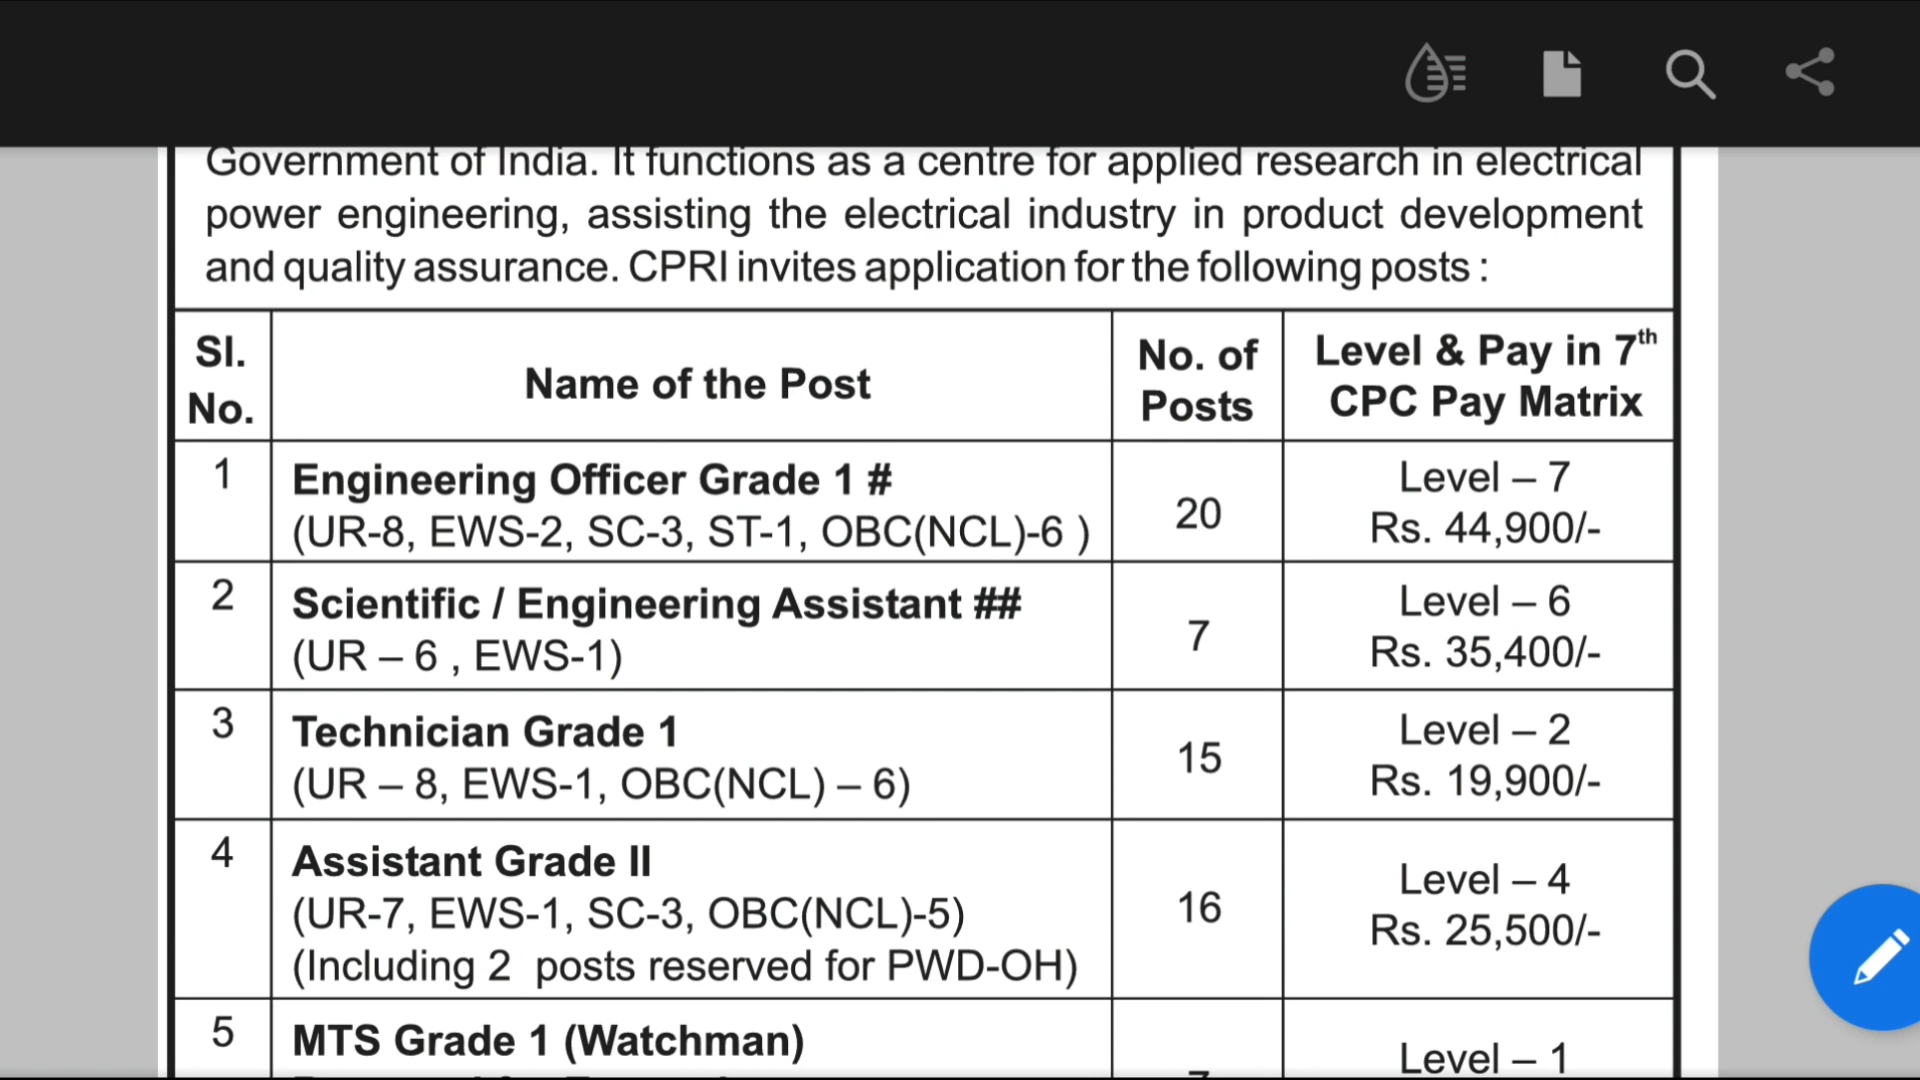 Government of India. It functions as a centre for applied research in electrical
power engineering, assisting the electrical industry in product development
and quality assurance. CPRI invites application for the following posts :
Sl. No. Name of the Post No. of Posts Level & Pay in 7th CPC Pay Matrix
1 Engineering Officer Grade 1 #
(UR-8, EWS-2, SC-3, ST-1, OBC(NCL)-6 )
20
Level – 7
Rs. 44,900/-
2 Scientific / Engineering Assistant ##
(UR – 6 , EWS-1)
7
Level – 6
Rs. 35,400/-
3 Technician Grade 1
(UR – 8, EWS-1, OBC(NCL) – 6)
15
Level – 2
Rs. 19,900/-
4 Assistant Grade II
(UR-7, EWS-1, SC-3, OBC(NCL)-5)
(Including 2 posts reserved for PWD-OH)
16
Level – 4
Rs. 25,500/-
5 MTS Grade 1 (Watchman)
Level – 1